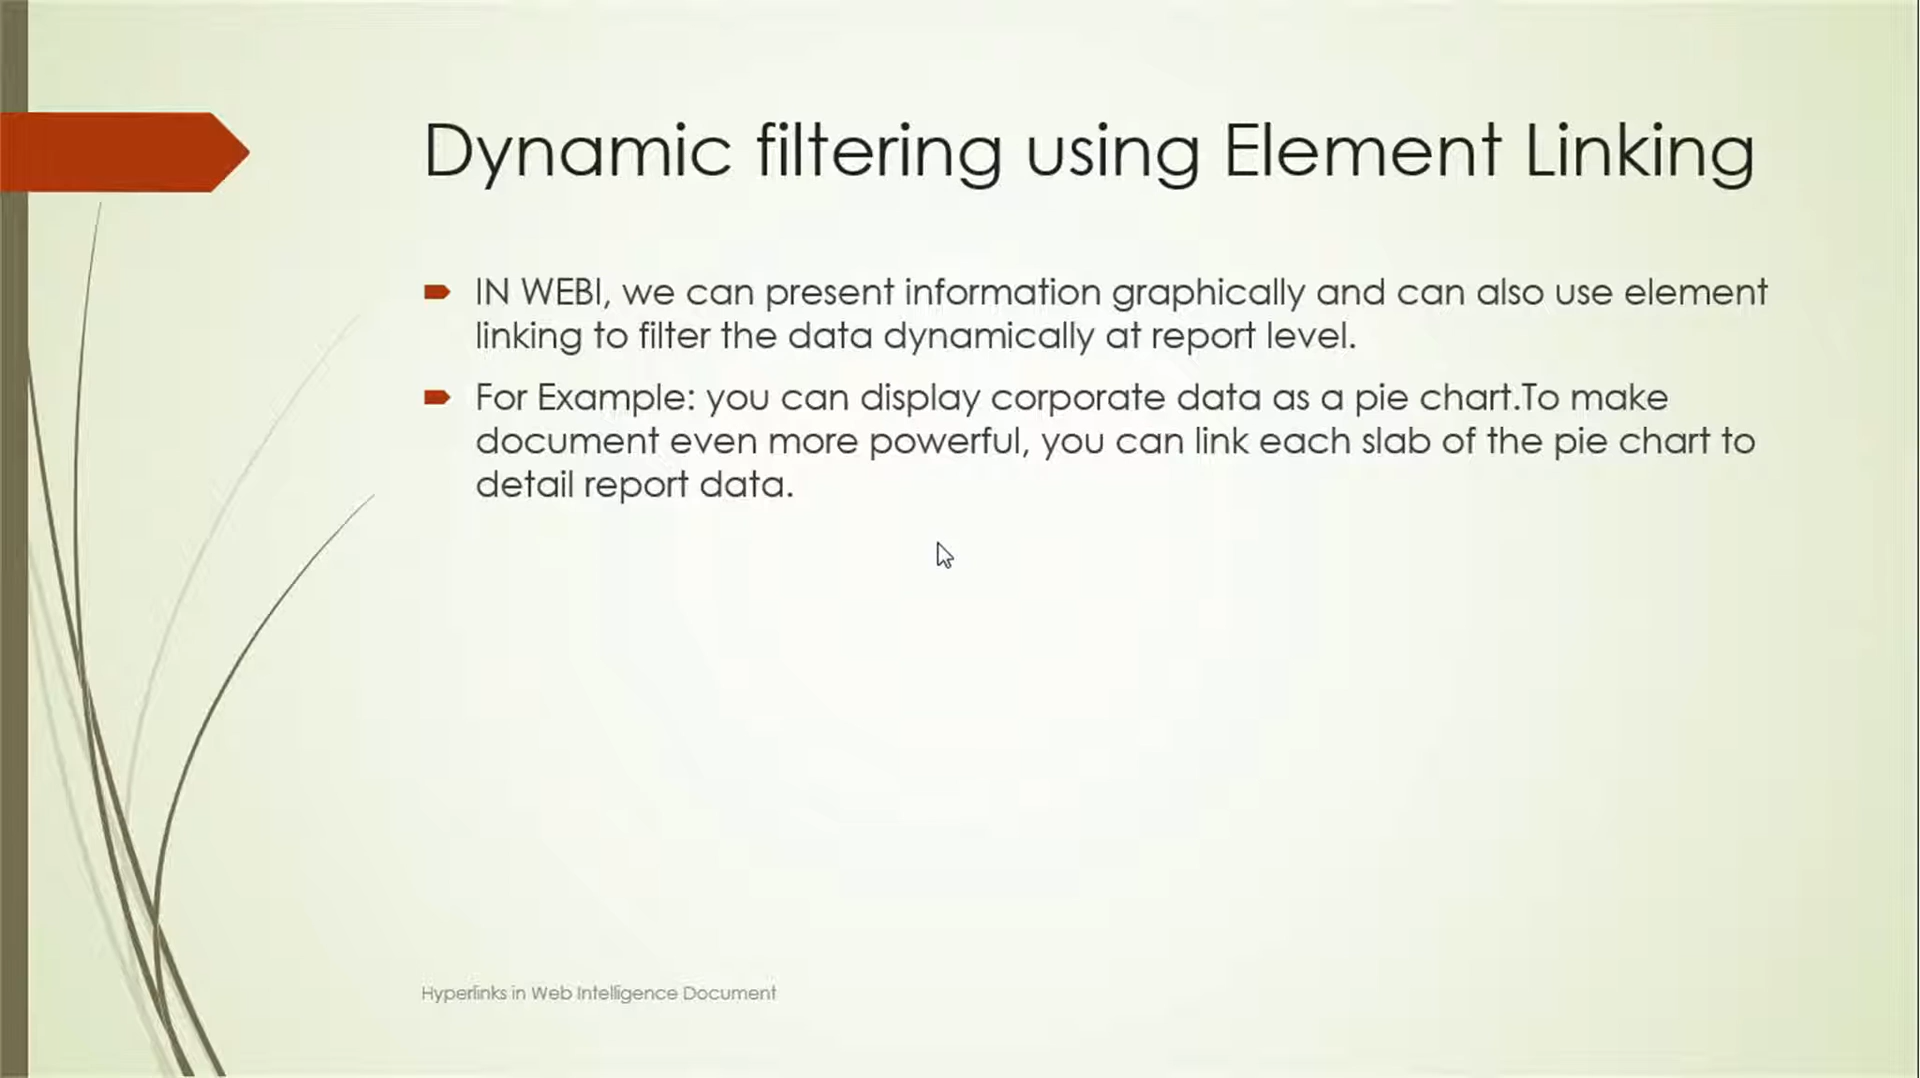 Dynamic filtering using Element Linking
IN WEBI, we can present information graphically and can also use element
linking to filter the data dynamically at report level.
For Example: you can display corporate data as a pie chart.To make
document even more powerful, you can link each slab of the pie chart to
detail report data.
Hyperlinks in Web Intelligence Document